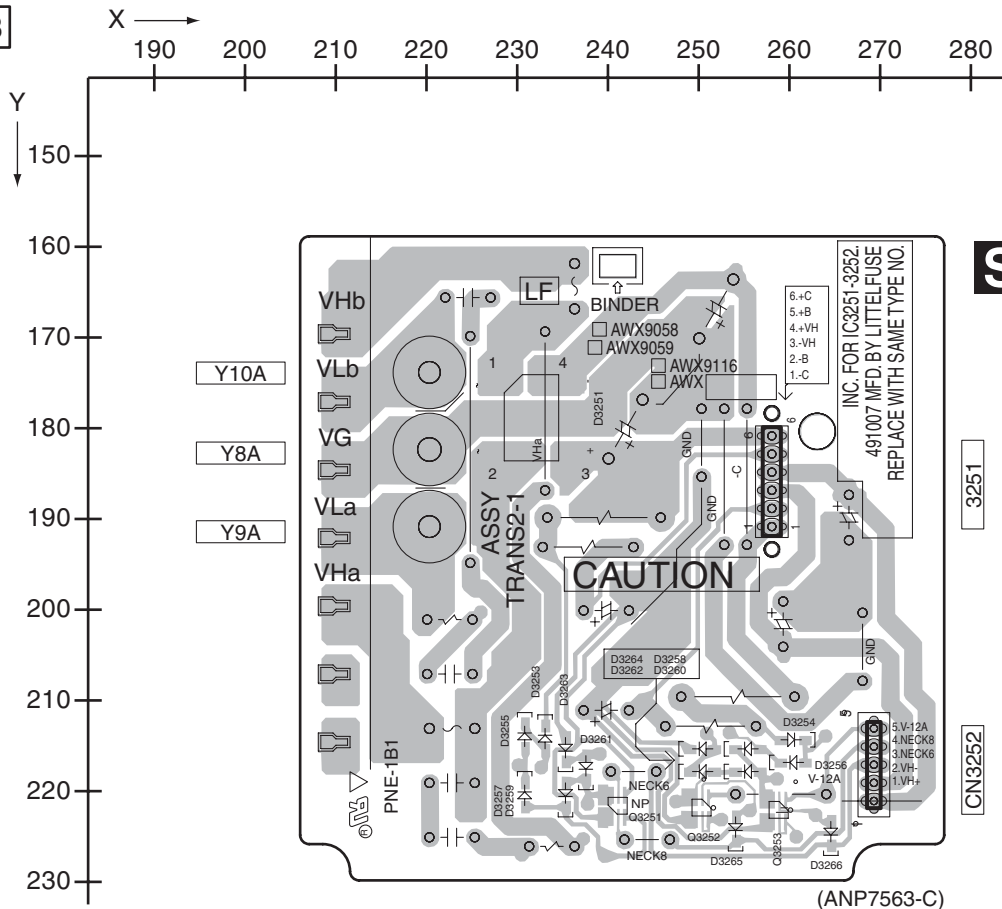 X
190 200 210 220 230 240 250 260 270 280
Y
150
160
170
180
190
200
210
220
230
VHb
VLb
VG
VLa
VHa
Y10A
Y8A
Y9A
LF
BINDER
AWX9058
AWX9059
AWX9116
AWX
1 4
2 3
D3251
VHa
+
ASSY
TRANS2-1
GND
-C
GND
6 6
1 1
6.+C
5.+B
4.+VH
3.-VH
2.-B
1.-C
INC. FOR IC3251-3252.
491007 MFD. BY LITTELFUSE
REPLACE WITH SAME TYPE NO.
S
3251
CAUTION
GND
D3264 D3258
D3262 D3260
D3253
D3263
D3255
D3261
D3257
D3259
D3254
D3256
V-12A
NECK6
NP
Q3251
Q3252
Q3253
NECK8
D3265
D3266
5.V-12A
4.NECK8
3.NECK6
2.VH-
1.VH+
CN3252
PNE-1B1
(ANP7563-C)